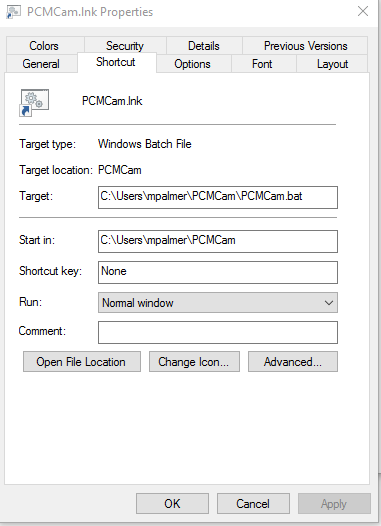 PCMCam.lnk Properties
Colors Security Details Previous Versions
General Shortcut Options Font Layout
PCMCam.lnk
Target type: Windows Batch File
Target location: PCMCam
Target: C:\Users\mpalmer\PCMCam\PCMCam.bat
Start in: C:\Users\mpalmer\PCMCam
Shortcut key: None
Run: Normal window
Comment:
Open File Location Change Icon... Advanced...
OK Cancel Apply